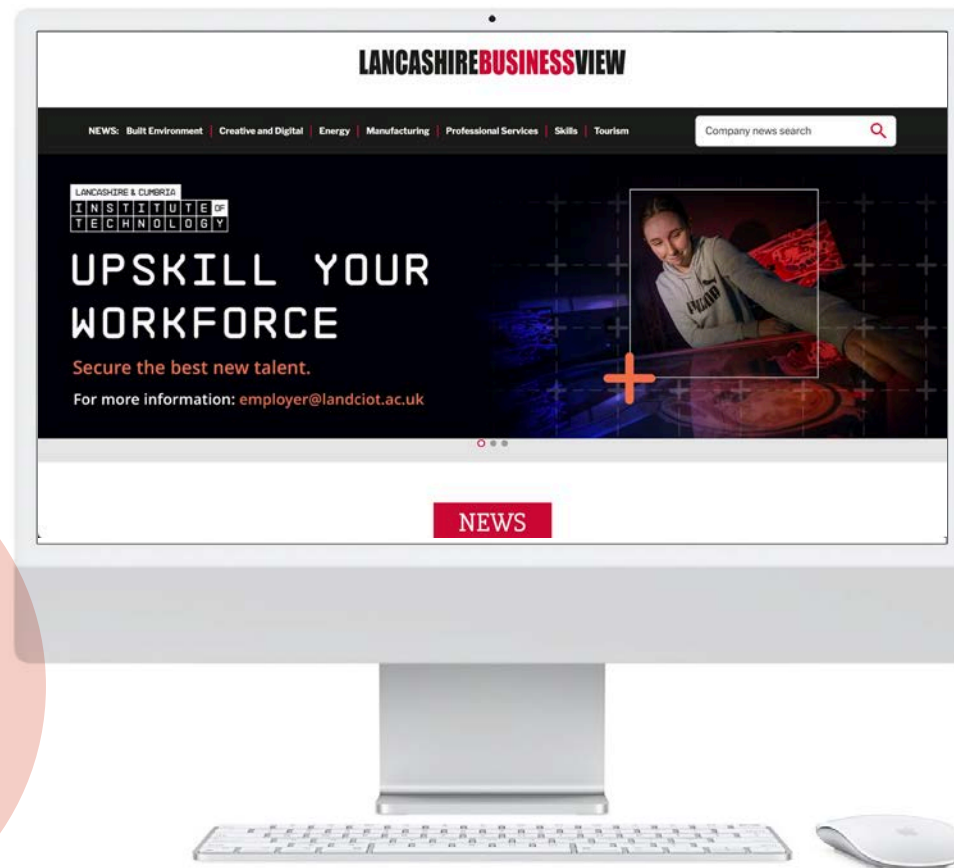 LANCASHIREBUSINESSVIEW
NEWS: Built Environment | Creative and Digital | Energy | Manufacturing | Professional Services | Skills | Tourism
Company news search
LANCASHIRE & CUMBRIA
INSTITUTE OF
TECHNOLOGY
UPSKILL YOUR
WORKFORCE
Secure the best new talent.
For more information: employer@landciot.ac.uk
NEWS